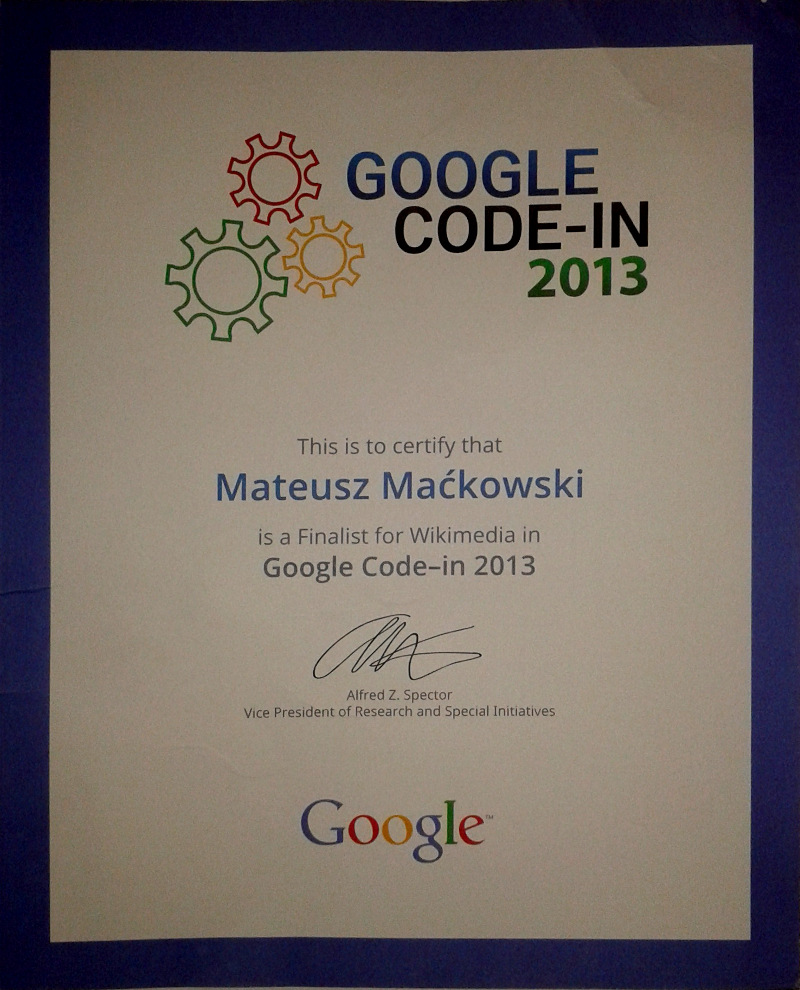 GOOGLE
CODE-IN
2013
This is to certify that
Mateusz Maćkowski
is a Finalist for Wikimedia in
Google Code–in 2013
Alfred Z. Spector
Vice President of Research and Special Initiatives
Google™